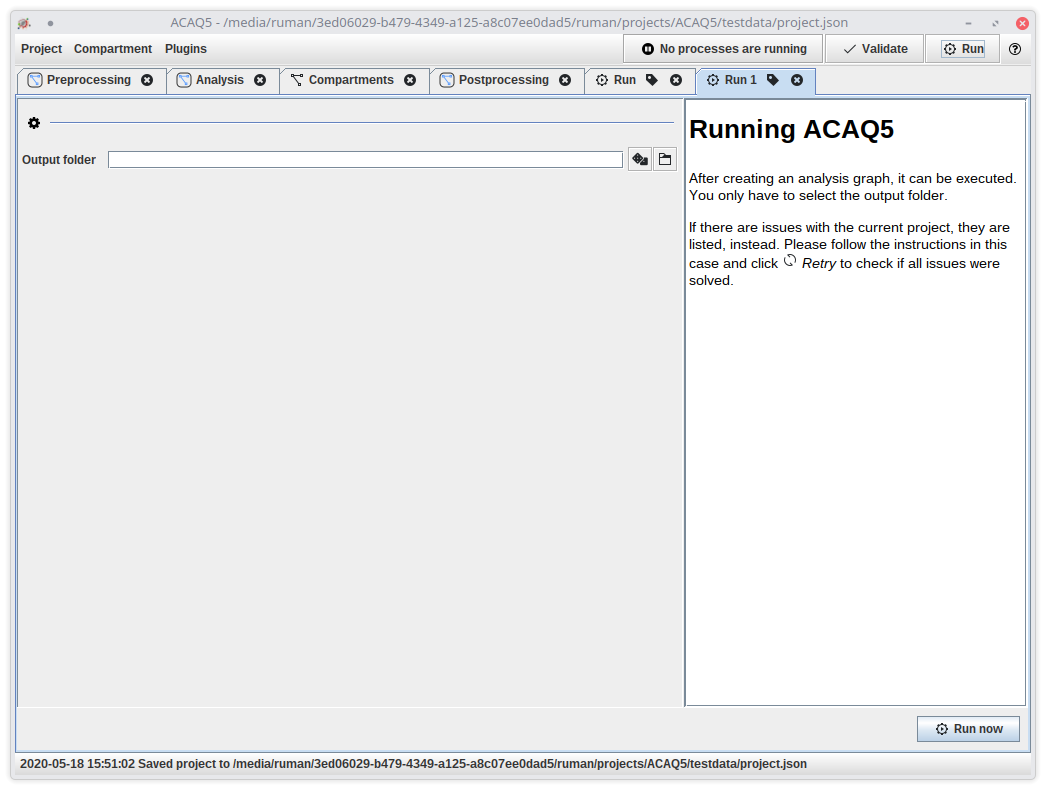 ACAQ5 - /media/ruman/3ed06029-b479-4349-a125-a8c07ee0dad5/ruman/projects/ACAQ5/testdata/project.json
Project Compartment Plugins No processes are running Validate Run
Preprocessing Analysis Compartments Postprocessing Run Run 1
Output folder
Running ACAQ5
After creating an analysis graph, it can be executed.
You only have to select the output folder.
If there are issues with the current project, they are
listed, instead. Please follow the instructions in this
case and click Retry to check if all issues were
solved.
Run now
2020-05-18 15:51:02 Saved project to /media/ruman/3ed06029-b479-4349-a125-a8c07ee0dad5/ruman/projects/ACAQ5/testdata/project.json